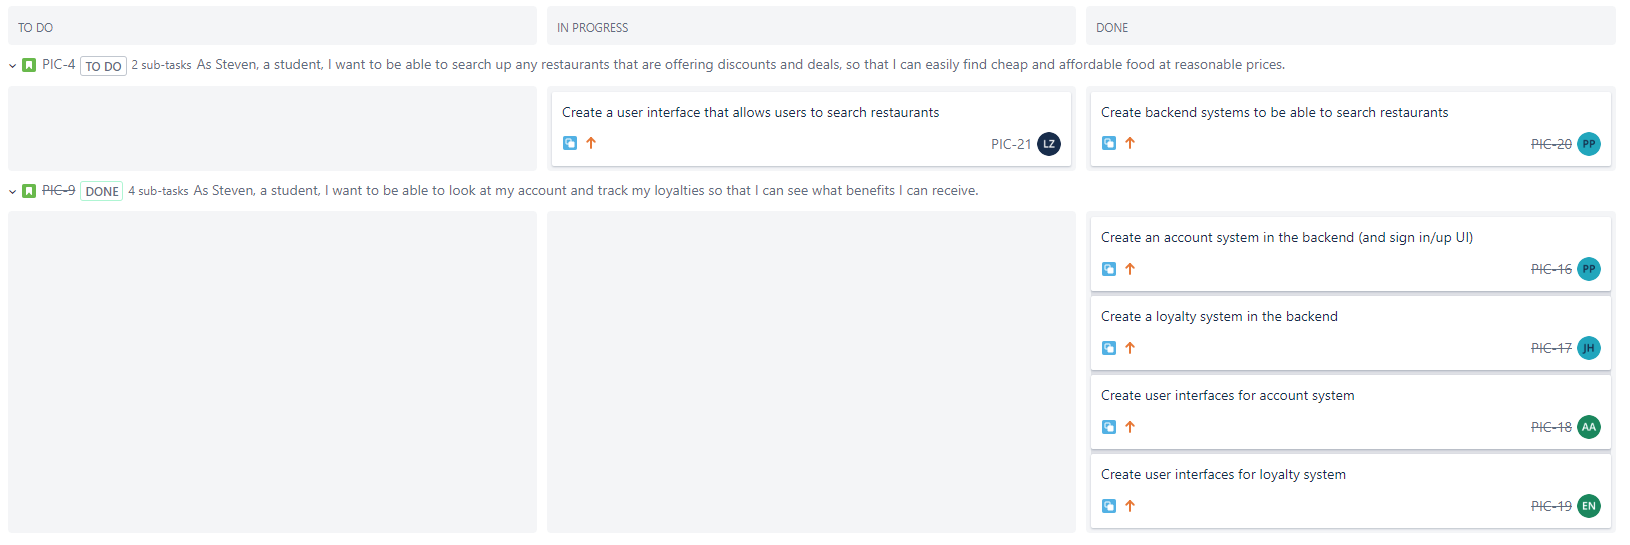 TO DO
IN PROGRESS
DONE
PIC-4 TO DO 2 sub-tasks As Steven, a student, I want to be able to search up any restaurants that are offering discounts and deals, so that I can easily find cheap and affordable food at reasonable prices.
Create a user interface that allows users to search restaurants
PIC-21 LZ
Create backend systems to be able to search restaurants
PIC-20 PP
PIC-9 DONE 4 sub-tasks As Steven, a student, I want to be able to look at my account and track my loyalties so that I can see what benefits I can receive.
Create an account system in the backend (and sign in/up UI)
PIC-16 PP
Create a loyalty system in the backend
PIC-17 JH
Create user interfaces for account system
PIC-18 AA
Create user interfaces for loyalty system
PIC-19 EN